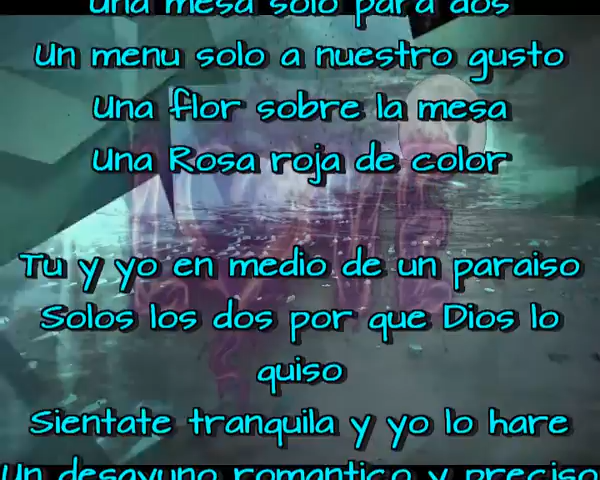 una mesa solo para dos
Un menu solo a nuestro gusto
Una flor sobre la mesa
Una Rosa roja de color
Tu y yo en medio de un paraiso
Solos los dos por que Dios lo
quiso
Sientate tranquila y yo lo hare
Un desayuno romantico y preciso